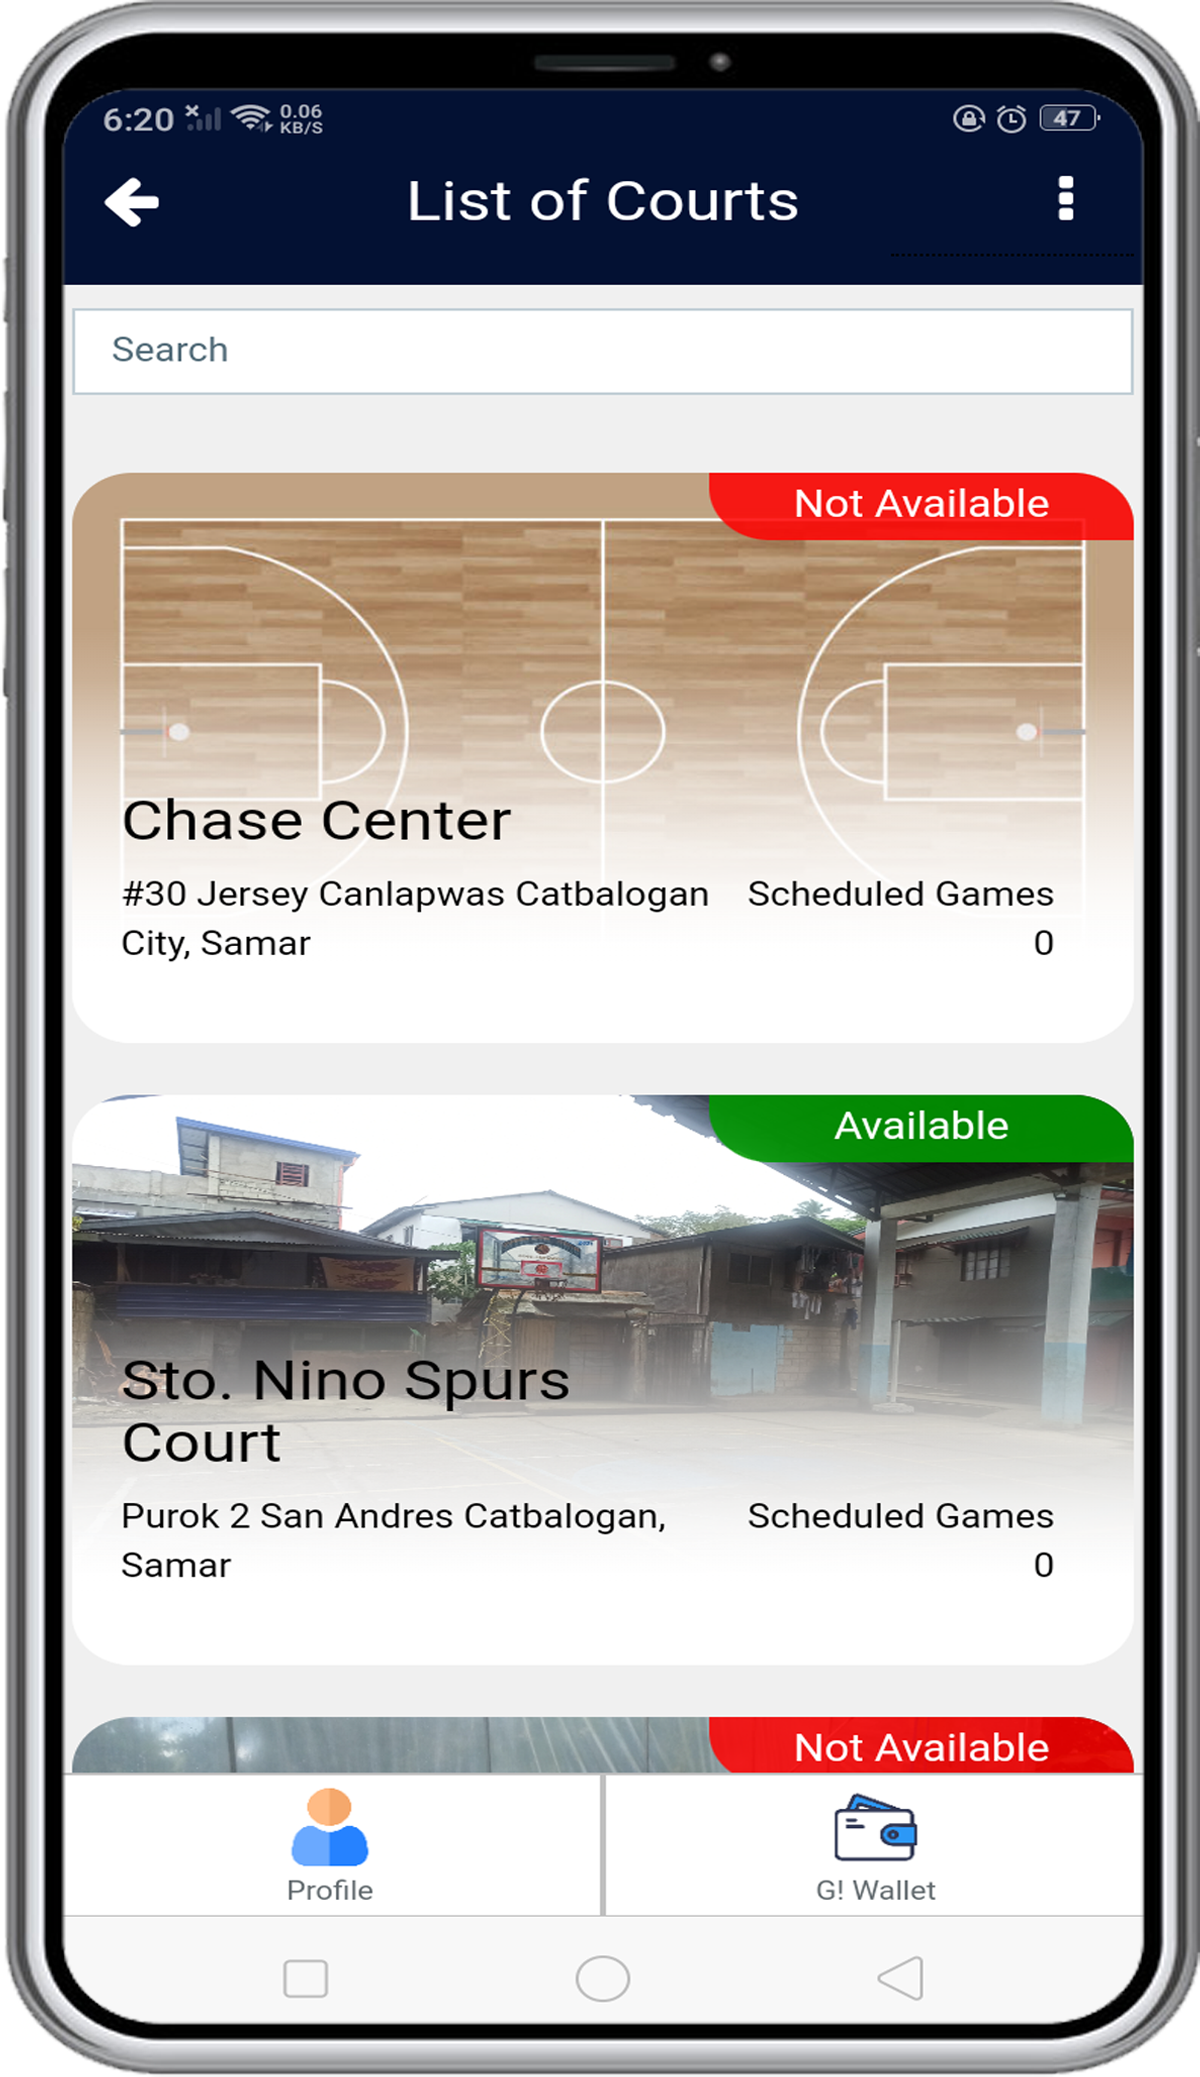 6:20
0.06
KB/S
47
List of Courts
Search
Not Available
Chase Center
#30 Jersey Canlapwas Catbalogan
City, Samar
Scheduled Games
0
Available
Sto. Nino Spurs
Court
Purok 2 San Andres Catbalogan,
Samar
Scheduled Games
0
Not Available
Profile
G! Wallet